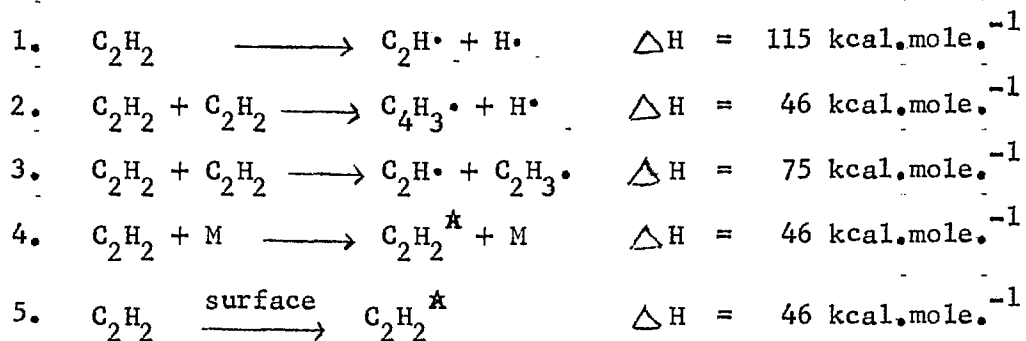 1. C₂H₂ ⟶ C₂H• + H• △H = 115 kcal.mole.⁻¹
2. C₂H₂ + C₂H₂ ⟶ C₄H₃• + H• △H = 46 kcal.mole.⁻¹
3. C₂H₂ + C₂H₂ ⟶ C₂H• + C₂H₃• △H = 75 kcal.mole.⁻¹
4. C₂H₂ + M ⟶ C₂H₂* + M △H = 46 kcal.mole.⁻¹
surface
5. C₂H₂ ⟶ C₂H₂* △H = 46 kcal.mole.⁻¹